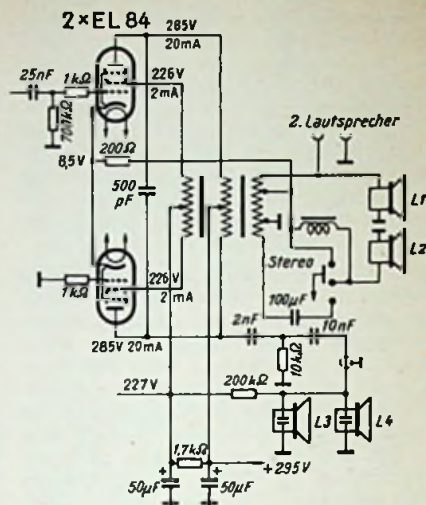 2×EL 84
285V
20mA
25nF
1kΩ
226V
2mA
2. Lautsprecher
200Ω
8,5V
500
pF
L1
L2
Stereo
1kΩ
226V
2mA
100µF
2nF
10nF
285V 20mA
10kΩ
227V
200kΩ
L3
L4
1,7kΩ
+295V
+
+
50µF
50µF